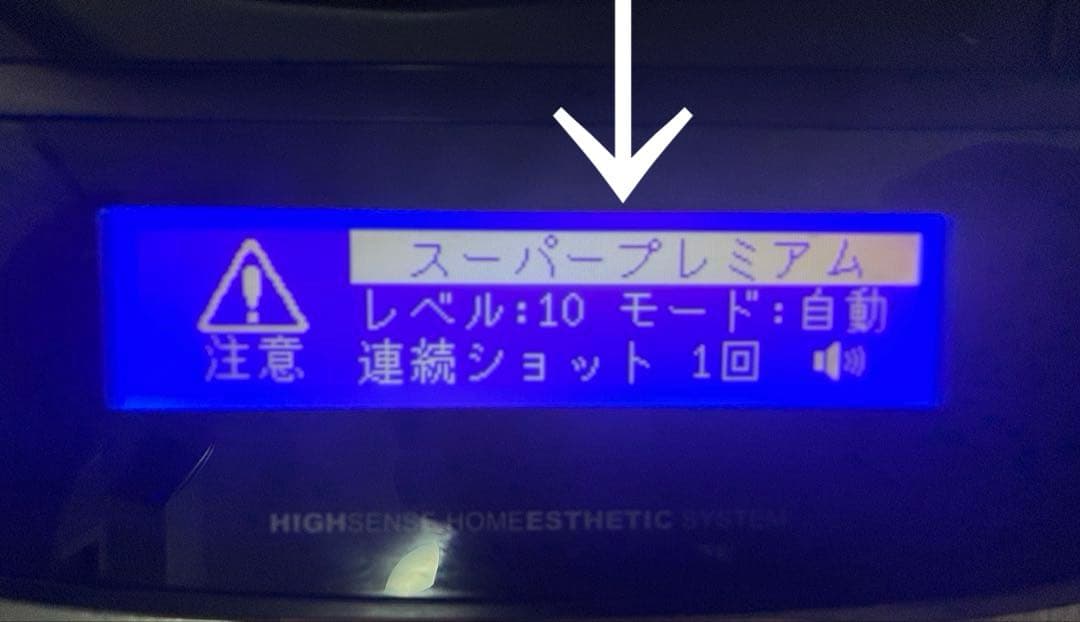 スーパープレミアム
レベル:10 モード:自動
注意 連続ショット 1回
HIGHSENSE HOMEESTHETIC SYSTEM